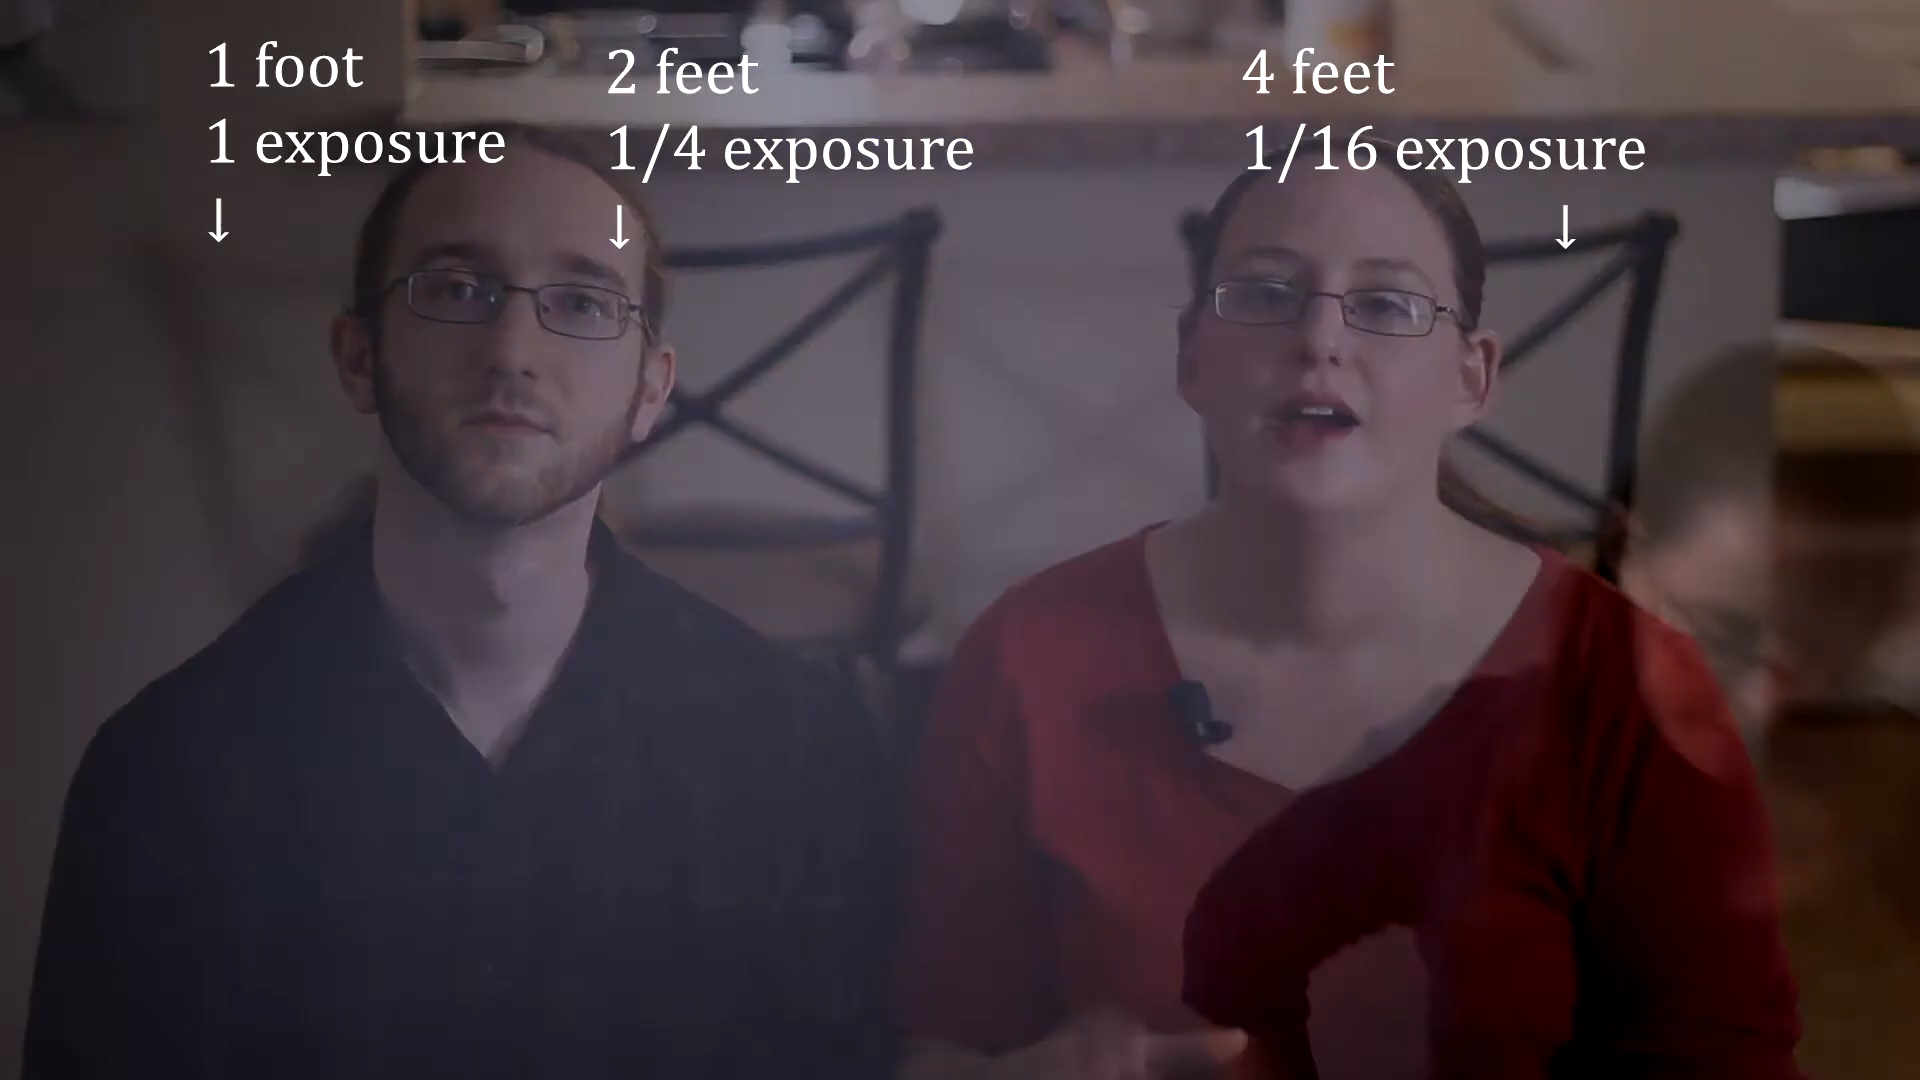 1 foot
1 exposure
↓
2 feet
1/4 exposure
↓
4 feet
1/16 exposure
↓